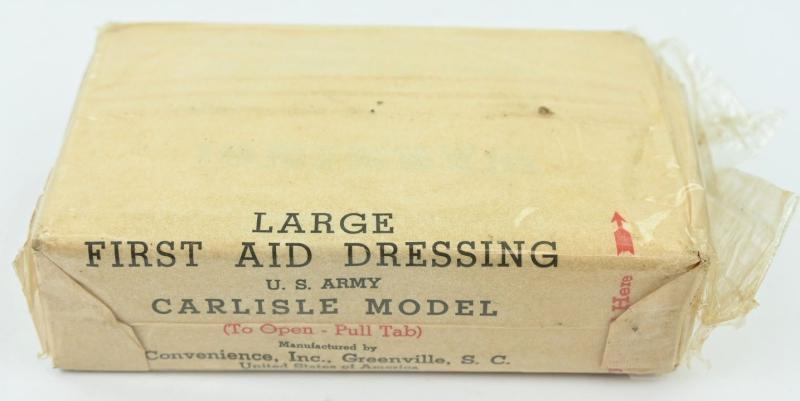 LARGE
FIRST AID DRESSING
U. S. ARMY
CARLISLE MODEL
(To Open - Pull Tab)
Manufactured by
Convenience, Inc., Greenville, S. C.
United States of America
Here